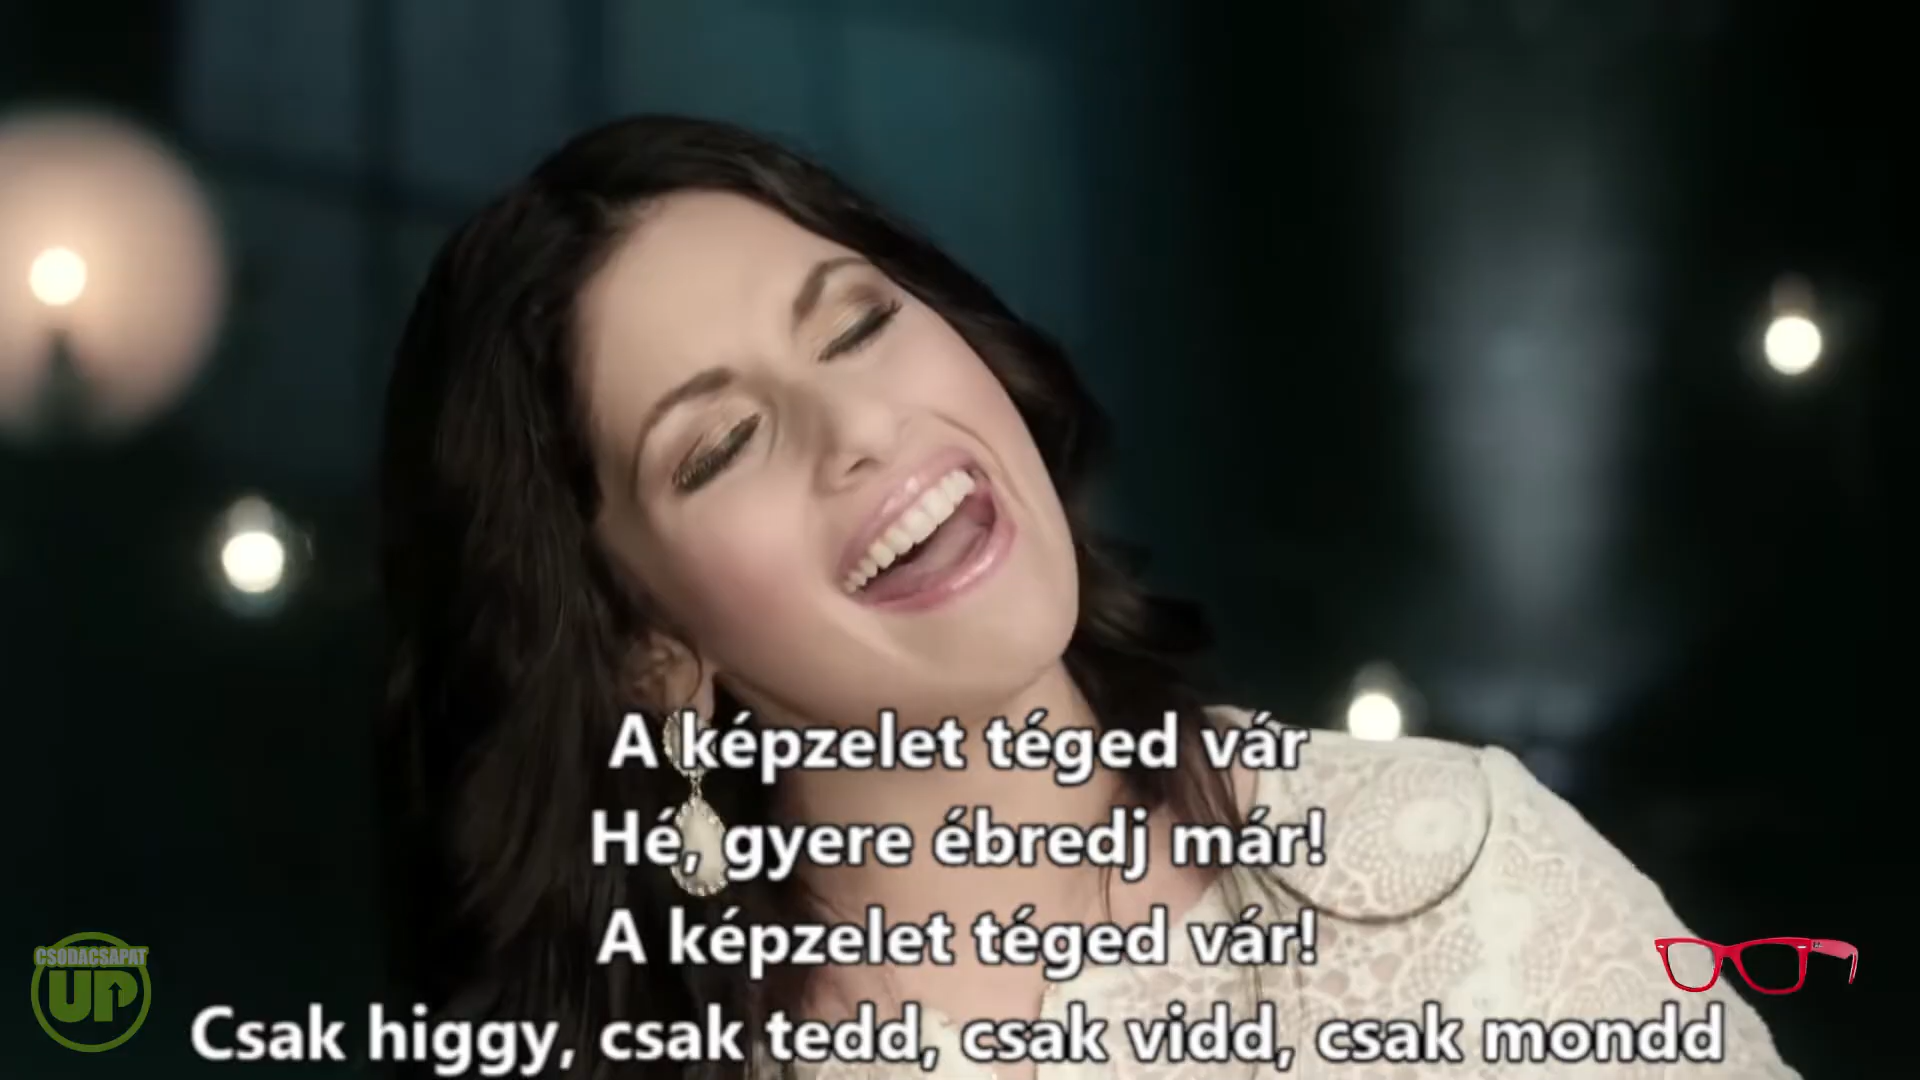 A képzelet téged vár
Hé, gyere ébredj már!
A képzelet téged vár!
CSODACSAPAT
UP
Csak higgy, csak tedd, csak vidd, csak mondd